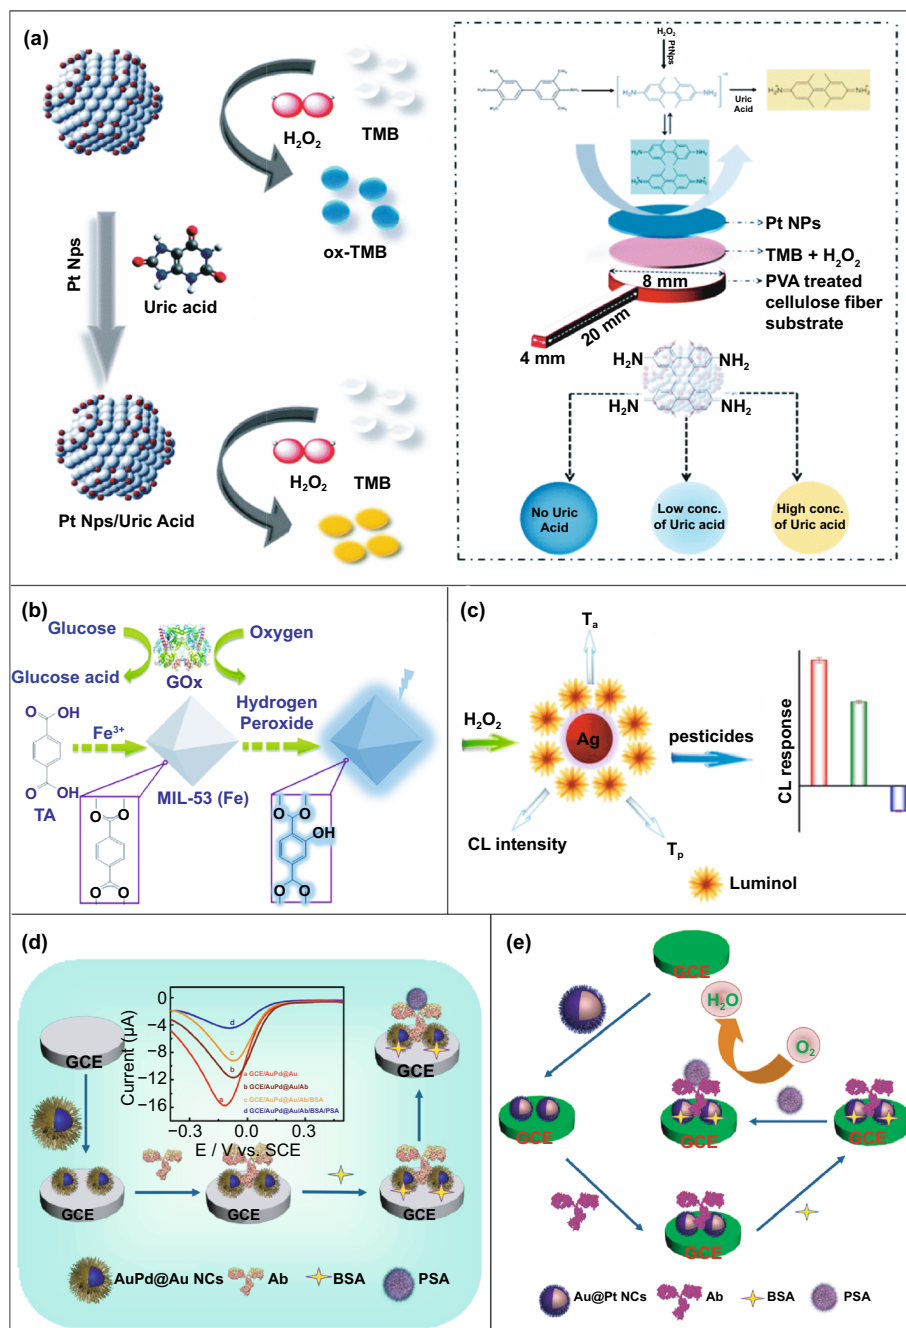 (a)
H₂O₂
TMB
ox-TMB
Pt Nps
Uric acid
H₂O₂
TMB
Pt Nps/Uric Acid
H₂O₂
PtNps
H₂N
NH₂
Uric
Acid
Pt NPs
TMB + H₂O₂
PVA treated
cellulose fiber
substrate
8 mm
20 mm
4 mm
H₂N
NH₂
H₂N
NH₂
No Uric
Acid
Low conc.
of Uric acid
High conc.
of Uric acid
(b)
Glucose
Oxygen
Glucose acid
GOx
Hydrogen
Peroxide
O
OH
Fe³⁺
O
OH
TA
MIL-53 (Fe)
O
O
O
O
O
O
OH
O
O
(c)
Tₐ
H₂O₂
Ag
pesticides
CL response
CL intensity
Tₚ
Luminol
(d)
GCE
Current (μA)
0
−4
−8
−12
−16
d
c
b
a
a GCE/AuPd@Au
b GCE/AuPd@Au/Ab
c GCE/AuPd@Au/Ab/BSA
d GCE/AuPd@Au/Ab/BSA/PSA
−0.3
0.0
0.3
E / V vs. SCE
GCE
GCE
GCE
GCE
AuPd@Au NCs
Ab
BSA
PSA
(e)
GCE
H₂O
O₂
GCE
GCE
GCE
GCE
Au@Pt NCs
Ab
BSA
PSA